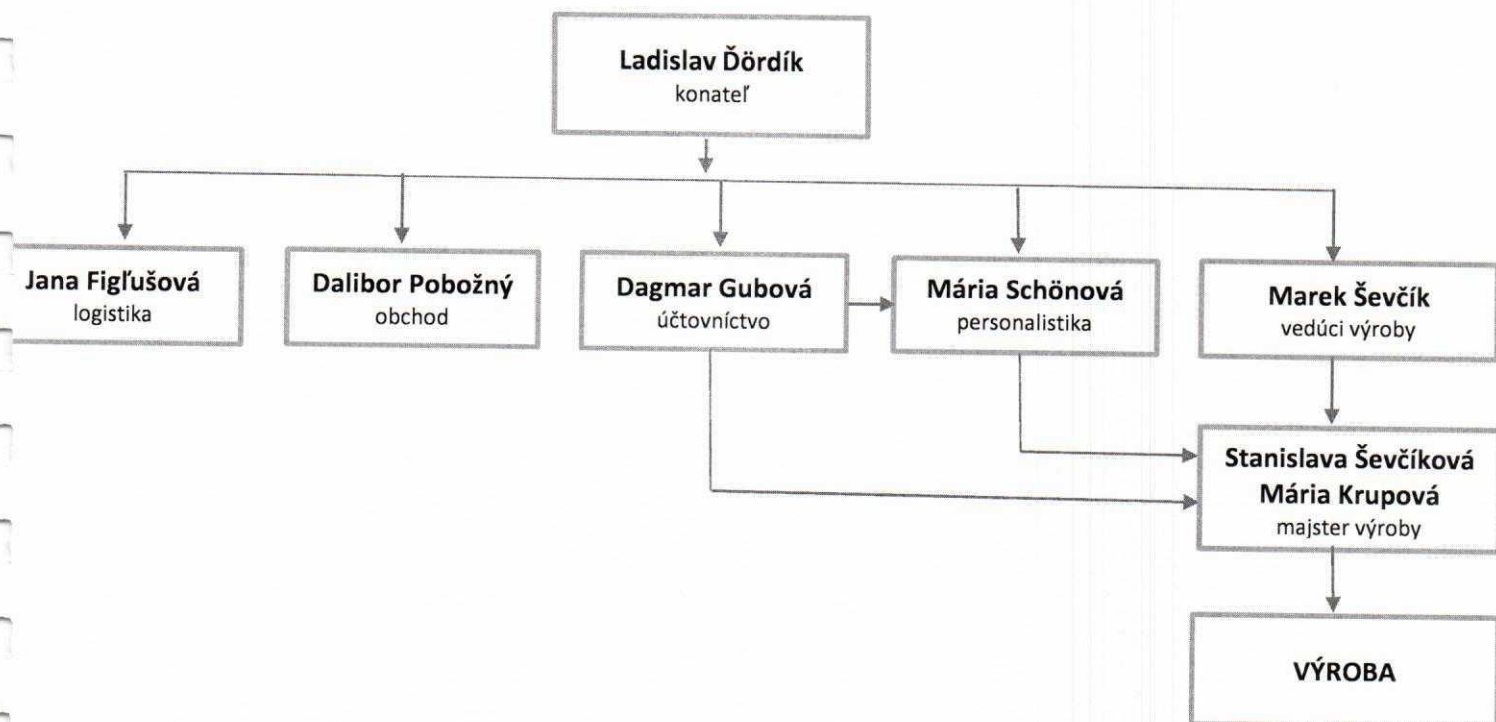 Ladislav Ďördík
konateľ
Jana Figľušová
logistika
Dalibor Pobožný
obchod
Dagmar Gubová
účtovníctvo
Mária Schönová
personalistika
Marek Ševčík
vedúci výroby
Stanislava Ševčíková
Mária Krupová
majster výroby
VÝROBA